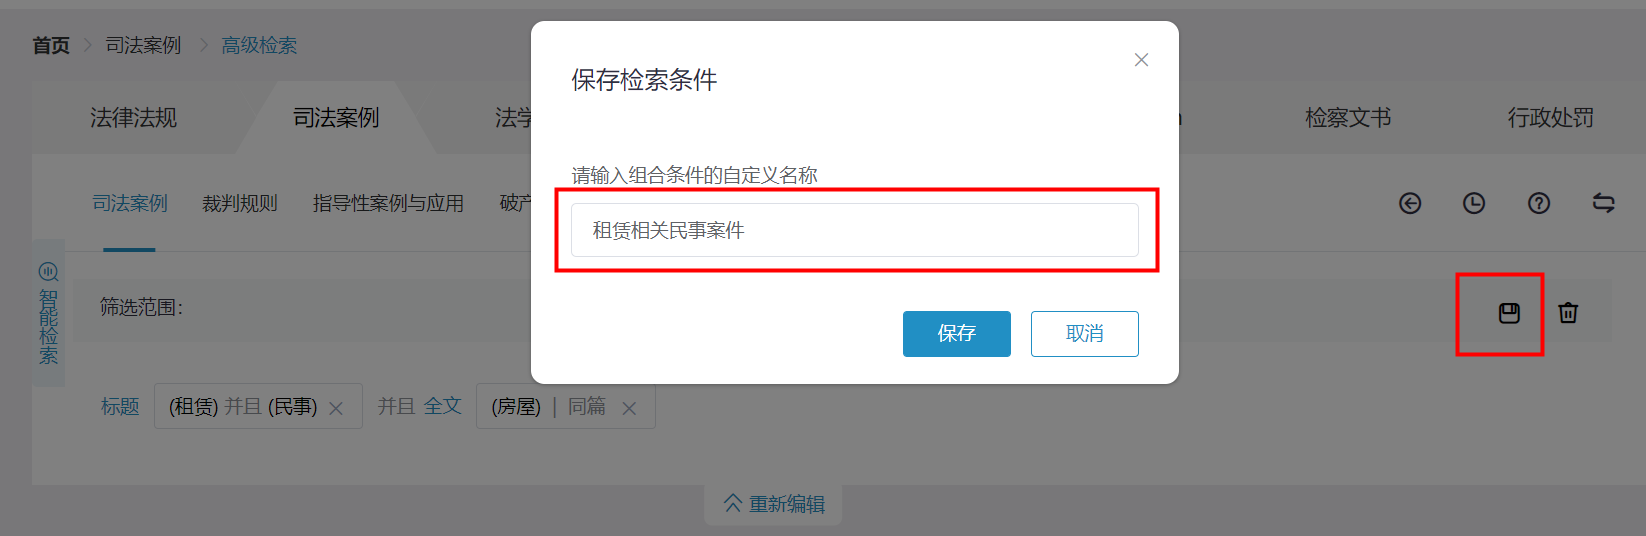 首页 司法案例 高级检索
保存检索条件
法律法规 司法案例 法学 检察文书 行政处罚
请输入组合条件的自定义名称
司法案例 裁判规则 指导性案例与应用 破产
租赁相关民事案件
智能检索
筛选范围:
保存 取消
标题 (租赁) 并且 (民事) 并且 全文 (房屋) | 同篇
重新编辑